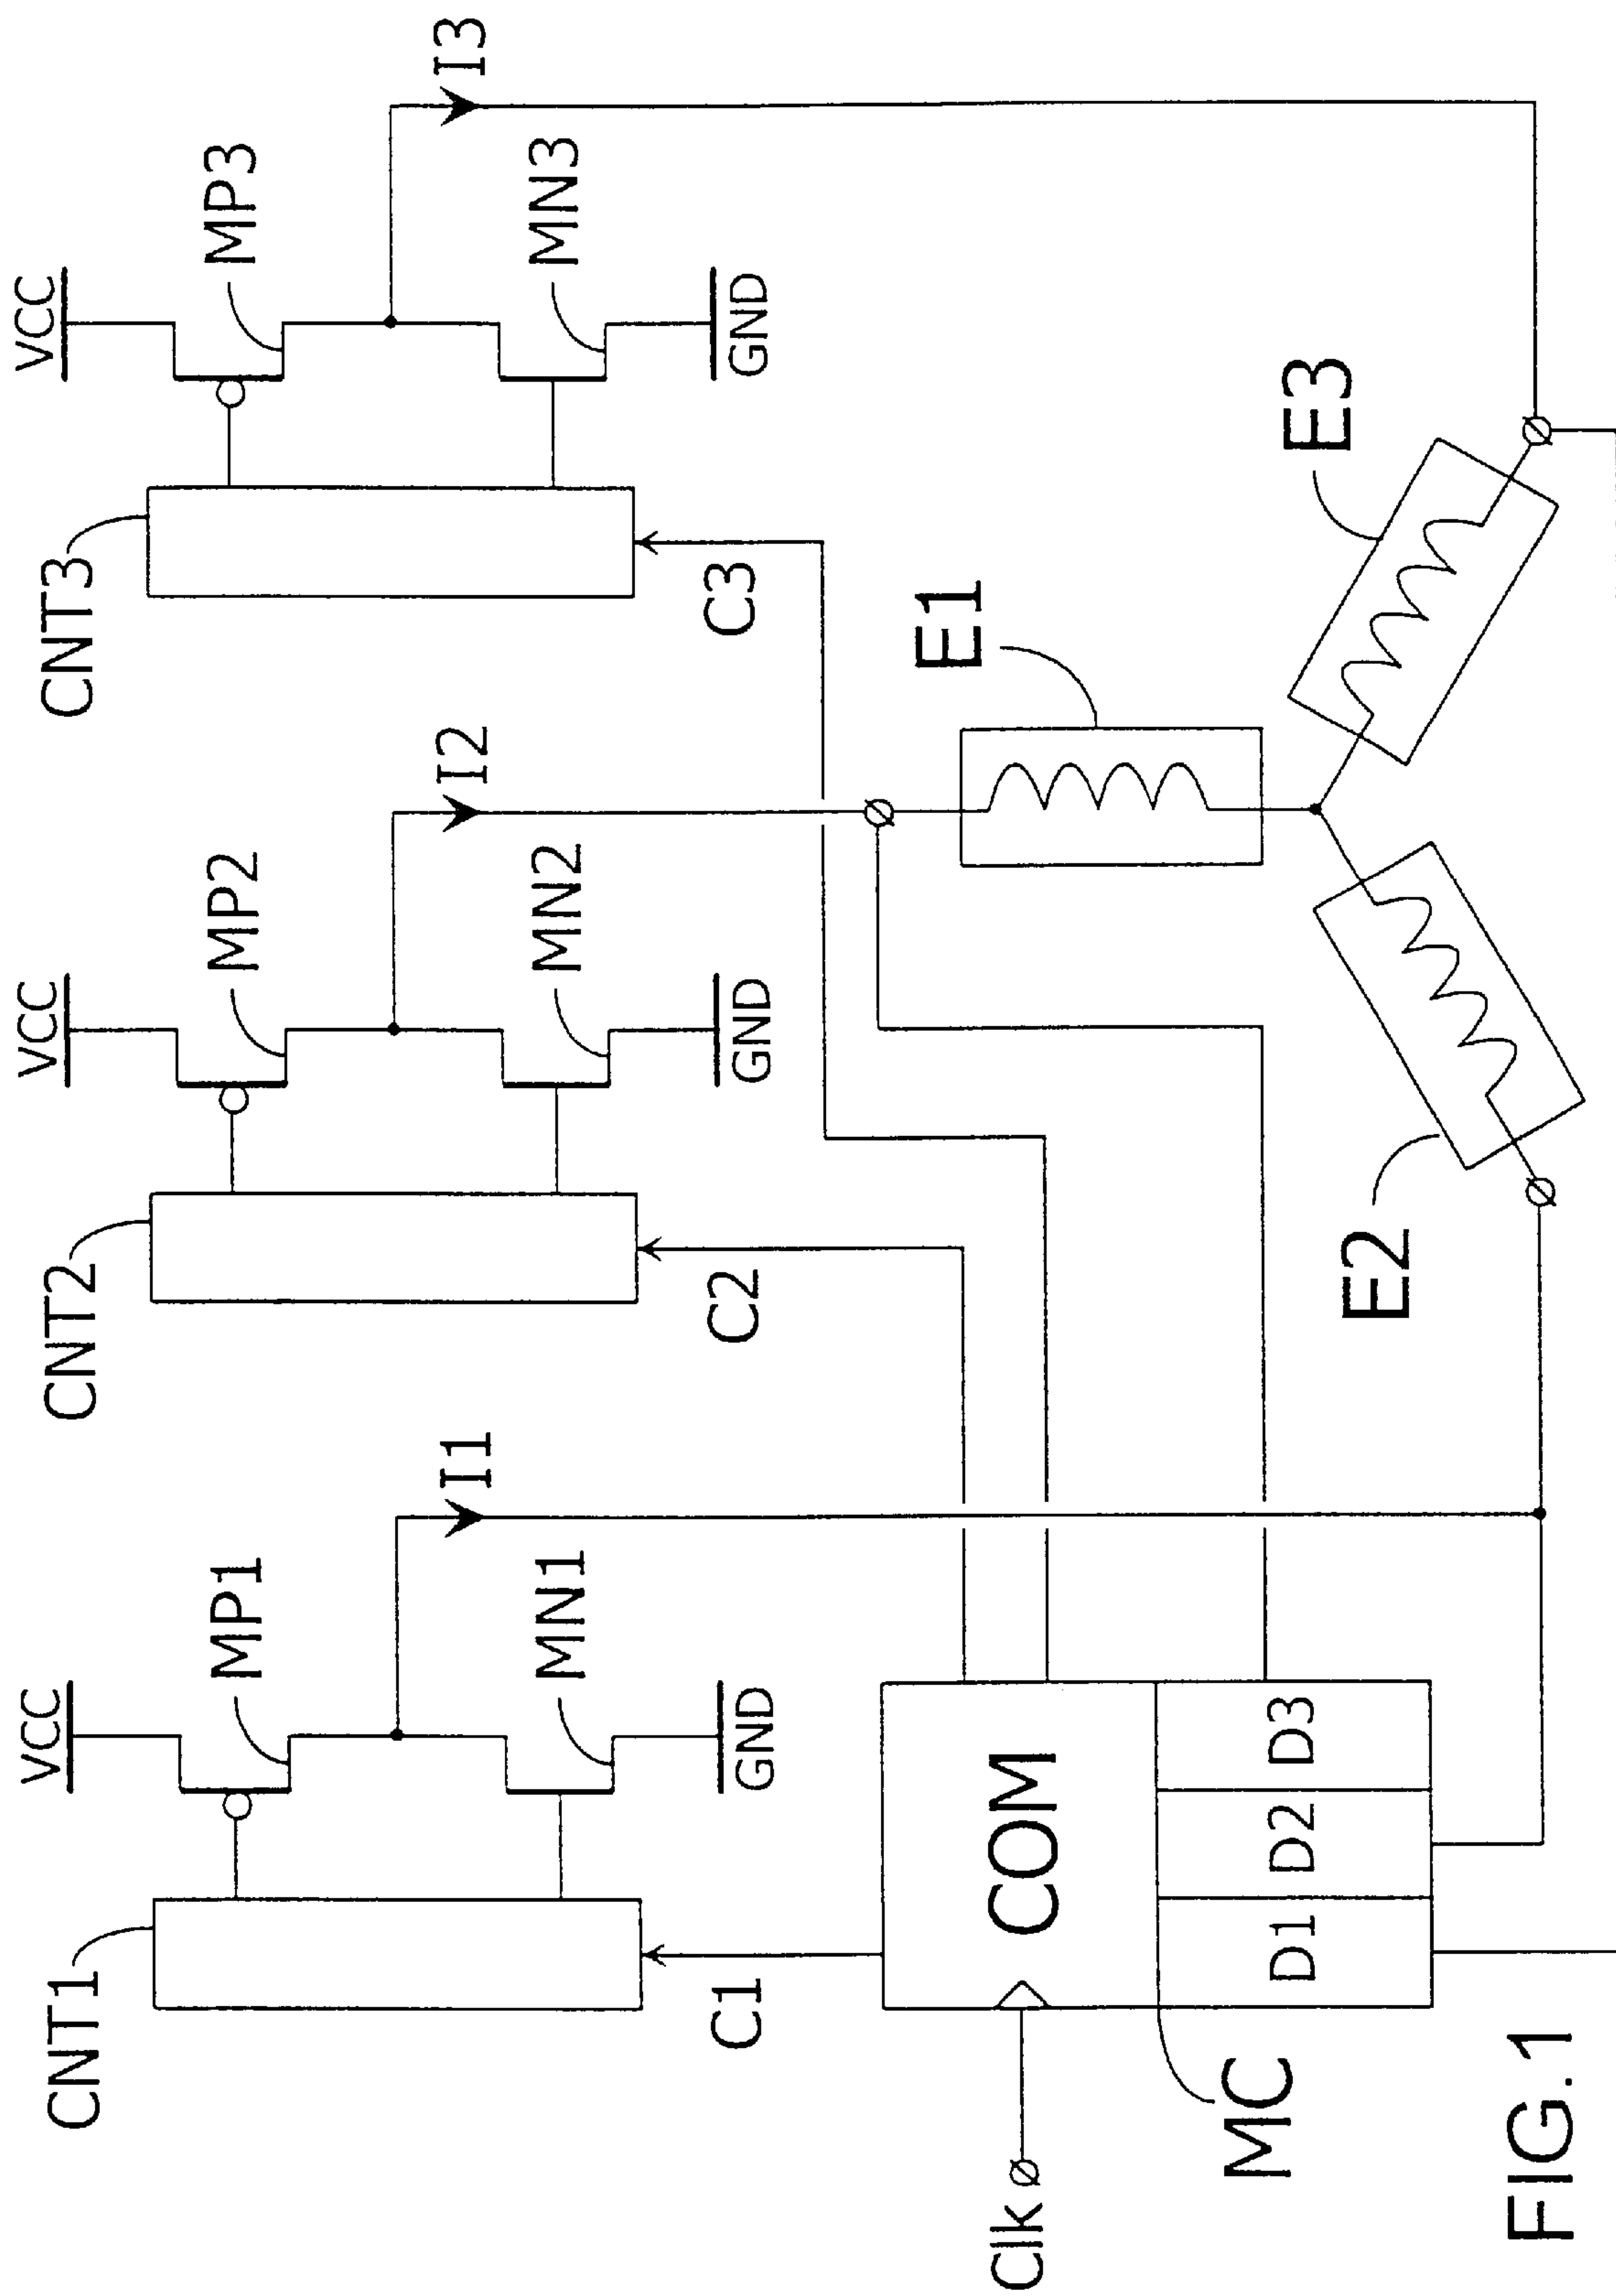 VCC
VCC
VCC
CNT1
MP1
CNT2
MP2
CNT3
MP3
I1
I2
I3
MN1
MN2
MN3
GND
GND
GND
C1
C2
C3
Clk
COM
E1
MC
D1
D2
D3
E2
E3
FIG.1